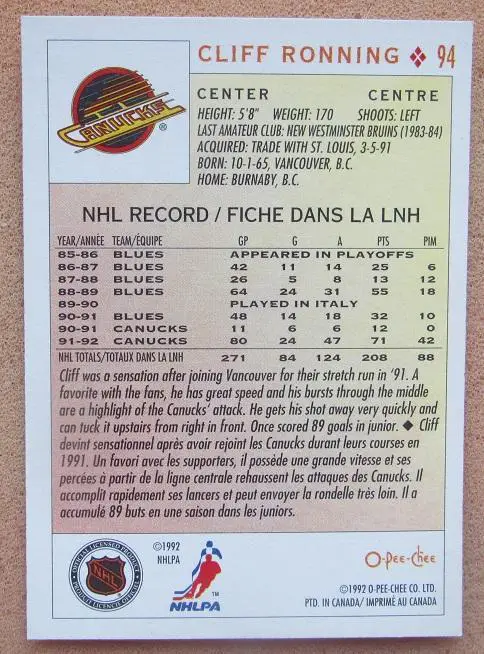 CLIFF RONNING ❖ 94
CANUCKS ®
CENTER CENTRE
HEIGHT: 5'8" WEIGHT: 170 SHOOTS: LEFT
LAST AMATEUR CLUB: NEW WESTMINSTER BRUINS (1983-84)
ACQUIRED: TRADE WITH ST. LOUIS, 3-5-91
BORN: 10-1-65, VANCOUVER, B.C.
HOME: BURNABY, B.C.
NHL RECORD / FICHE DANS LA LNH
YEAR/ANNÉE TEAM/ÉQUIPE GP G A PTS PIM
85-86 BLUES APPEARED IN PLAYOFFS
86-87 BLUES 42 11 14 25 6
87-88 BLUES 26 5 8 13 12
88-89 BLUES 64 24 31 55 18
89-90 PLAYED IN ITALY
90-91 BLUES 48 14 18 32 10
90-91 CANUCKS 11 6 6 12 0
91-92 CANUCKS 80 24 47 71 42
NHL TOTALS/TOTAUX DANS LA LNH 271 84 124 208 88
Cliff was a sensation after joining Vancouver for their stretch run in '91. A
favorite with the fans, he has great speed and his bursts through the middle
are a highlight of the Canucks' attack. He gets his shot away very quickly and
can tuck it upstairs from right in front. Once scored 89 goals in junior. ◆ Cliff
devint sensationnel après avoir rejoint les Canucks durant leurs courses en
1991. Un favori avec les supporters, il possède une grande vitesse et ses
percées à partir de la ligne centrale rehaussent les attaques des Canucks. Il
accomplit rapidement ses lancers et peut envoyer la rondelle très loin. Il a
accumulé 89 buts en une saison dans les juniors.
OFFICIAL LICENSED PRODUCT
NHL
PRODUIT LICENCIÉ OFFICIEL
©1992
NHLPA
NHLPA ™
O-PEE-CHEE
©1992 O-PEE-CHEE CO. LTD.
PTD. IN CANADA/ IMPRIMÉ AU CANADA